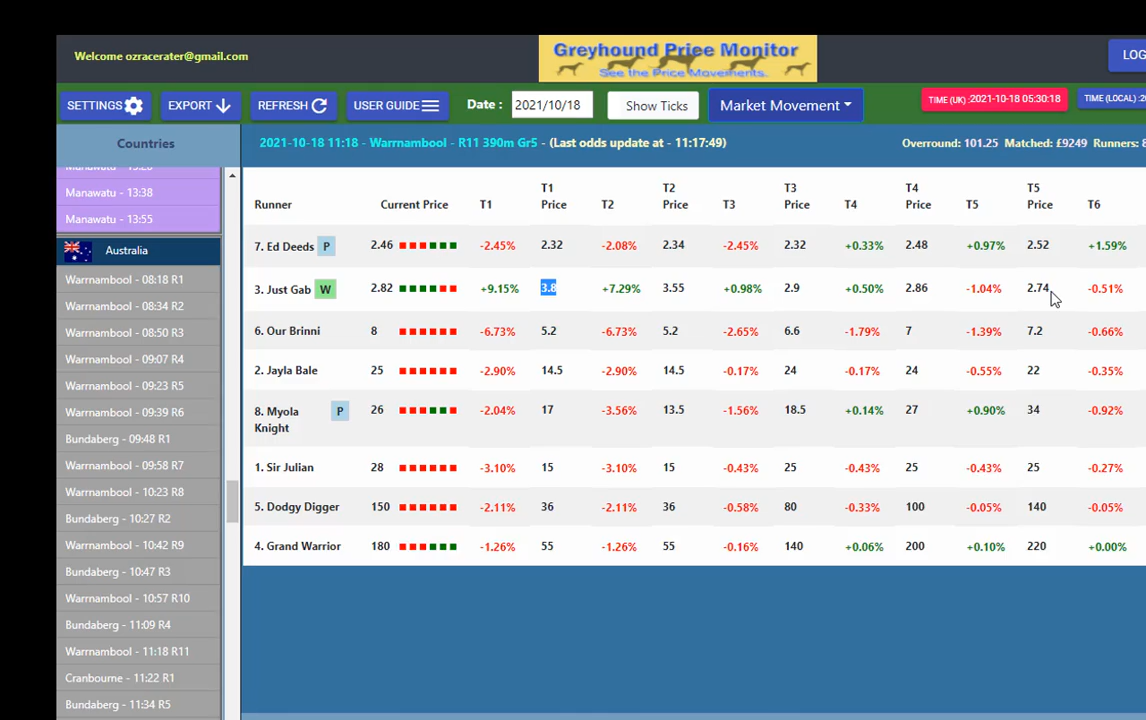 Welcome ozracerater@gmail.com
Greyhound Price Monitor
See the Price Movements.
LOG
SETTINGS
EXPORT
REFRESH
USER GUIDE
Date :
2021/10/18
Show Ticks
Market Movement
TIME (UK) :2021-10-18 05:30:18
TIME (LOCAL) :2
Countries
2021-10-18 11:18 - Warrnambool - R11 390m Gr5 - (Last odds update at - 11:17:49)
Overround: 101.25 Matched: £9249 Runners: 8
Manawatu - 13:38
Manawatu - 13:55
Australia
Warrnambool - 08:18 R1
Warrnambool - 08:34 R2
Warrnambool - 08:50 R3
Warrnambool - 09:07 R4
Warrnambool - 09:23 R5
Warrnambool - 09:39 R6
Bundaberg - 09:48 R1
Warrnambool - 09:58 R7
Warrnambool - 10:23 R8
Bundaberg - 10:27 R2
Warrnambool - 10:42 R9
Bundaberg - 10:47 R3
Warrnambool - 10:57 R10
Bundaberg - 11:09 R4
Warrnambool - 11:18 R11
Cranbourne - 11:22 R1
Bundaberg - 11:34 R5
Runner Current Price T1 T1 Price T2 T2 Price T3 T3 Price T4 T4 Price T5 T5 Price T6
7. Ed Deeds P 2.46 -2.45% 2.32 -2.08% 2.34 -2.45% 2.32 +0.33% 2.48 +0.97% 2.52 +1.59%
3. Just Gab W 2.82 +9.15% 3.8 +7.29% 3.55 +0.98% 2.9 +0.50% 2.86 -1.04% 2.74 -0.51%
6. Our Brinni 8 -6.73% 5.2 -6.73% 5.2 -2.65% 6.6 -1.79% 7 -1.39% 7.2 -0.66%
2. Jayla Bale 25 -2.90% 14.5 -2.90% 14.5 -0.17% 24 -0.17% 24 -0.55% 22 -0.35%
8. Myola Knight P 26 -2.04% 17 -3.56% 13.5 -1.56% 18.5 +0.14% 27 +0.90% 34 -0.92%
1. Sir Julian 28 -3.10% 15 -3.10% 15 -0.43% 25 -0.43% 25 -0.43% 25 -0.27%
5. Dodgy Digger 150 -2.11% 36 -2.11% 36 -0.58% 80 -0.33% 100 -0.05% 140 -0.05%
4. Grand Warrior 180 -1.26% 55 -1.26% 55 -0.16% 140 +0.06% 200 +0.10% 220 +0.00%